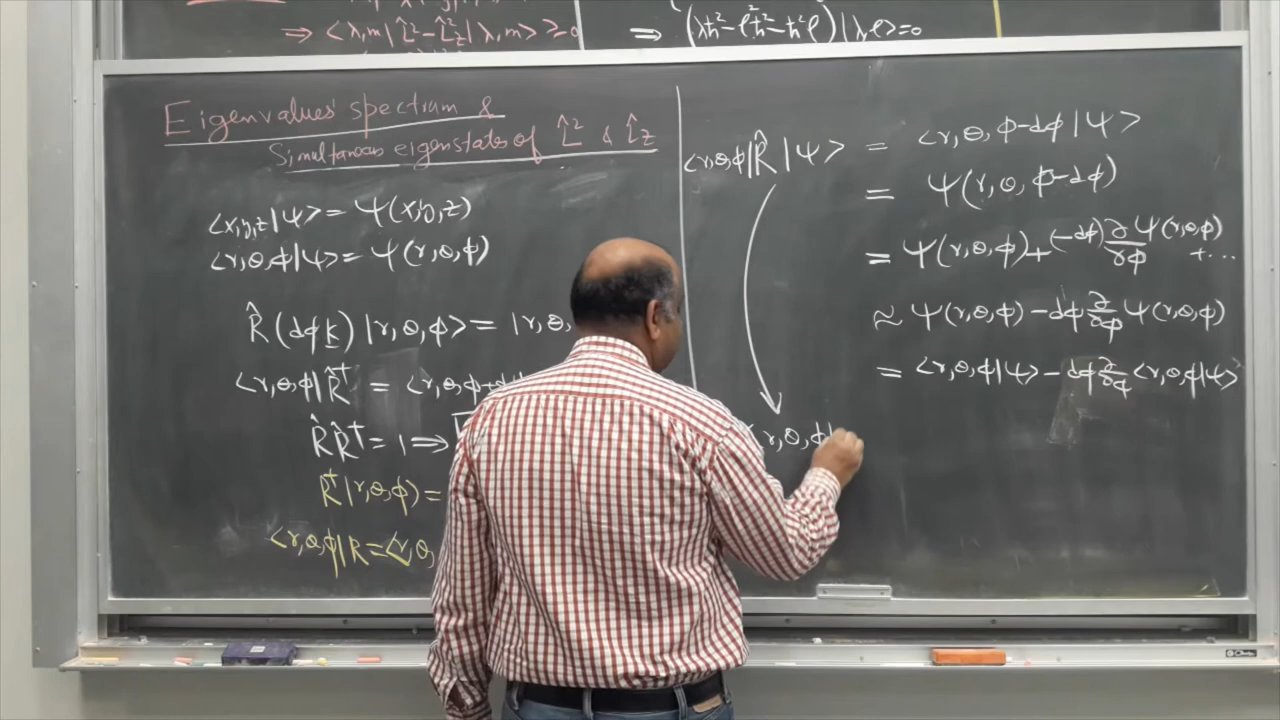 ⇒ <λ,m|L̂²-L̂z²|λ,m> ≥0
⇒ (λħ²-ℓ²ħ²-ħ²ℓ)|λ,ℓ>=0
Eigenvalues' spectrum &
Simultaneous eigenstates of L̂² & L̂z
<x,y,z|Ψ> = Ψ(x,y,z)
<r,θ,ϕ|Ψ> = Ψ(r,θ,ϕ)
R̂(dϕk)|r,θ,ϕ> = |r,θ,
<r,θ,ϕ|R̂† = <r,θ,ϕ+d
R̂R̂† = 1 ⇒
R†|r,θ,ϕ) =
<r,θ,ϕ|R = <r,θ,
<r,θ,ϕ|R̂|Ψ> = <r,θ,ϕ-dϕ|Ψ>
= Ψ(r,θ,ϕ-dϕ)
= Ψ(r,θ,ϕ)+(-dϕ)∂/∂ϕ Ψ(r,θ,ϕ) +...
≈ Ψ(r,θ,ϕ)-dϕ ∂/∂ϕ Ψ(r,θ,ϕ)
= <r,θ,ϕ|Ψ> - dϕ ∂/∂ϕ <r,θ,ϕ|Ψ>
r,θ,ϕ|